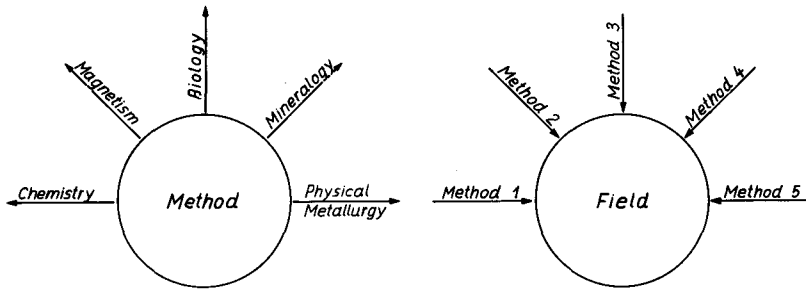 Chemistry
Magnetism
Biology
Mineralogy
Physical
Metallurgy
Method
Method 1
Method 2
Method 3
Method 4
Method 5
Field